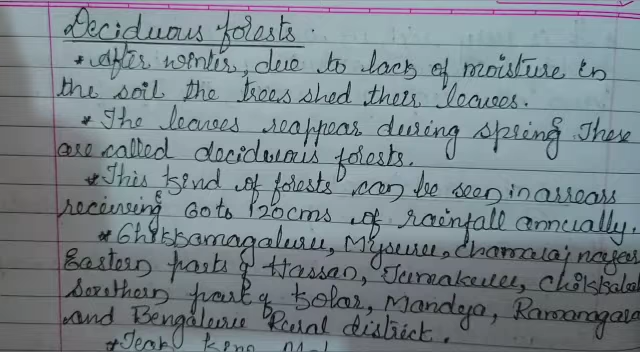 Deciduous forests.
* After winter, due to lack of moisture in
the soil the trees shed their leaves.
* The leaves reappear during spring These
are called deciduous forests.
* This kind of forests can be seen in
receiving 60 to 120cms of rainfall annually.
* Chikkamagaluru, Mysuru, Chamaraj nagar
Eastern parts of Hassan, Tumakuru,
Southern part of Kolar, Mandya, Ramanagara
and Bengaluru Rural district.